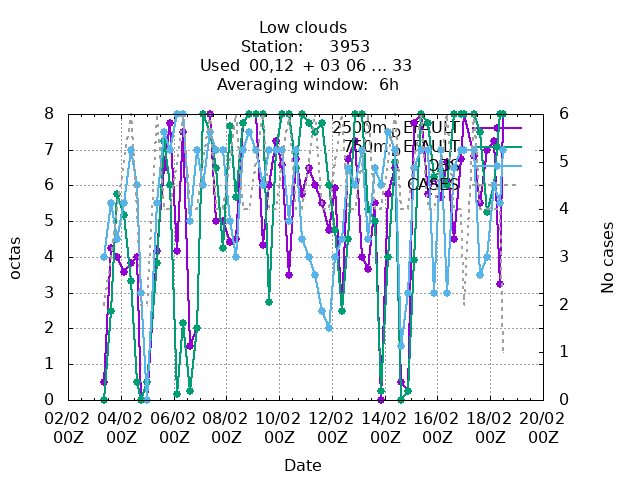 Low clouds
Station: 3953
Used 00,12 + 03 06 ... 33
Averaging window: 6h
octas
No cases
8
7
6
5
4
3
2
1
0
6
5
4
3
2
1
0
CASES
02/02 04/02 06/02 08/02 10/02 12/02 14/02 16/02 18/02 20/02
00Z 00Z 00Z 00Z 00Z 00Z 00Z 00Z 00Z 00Z
Date